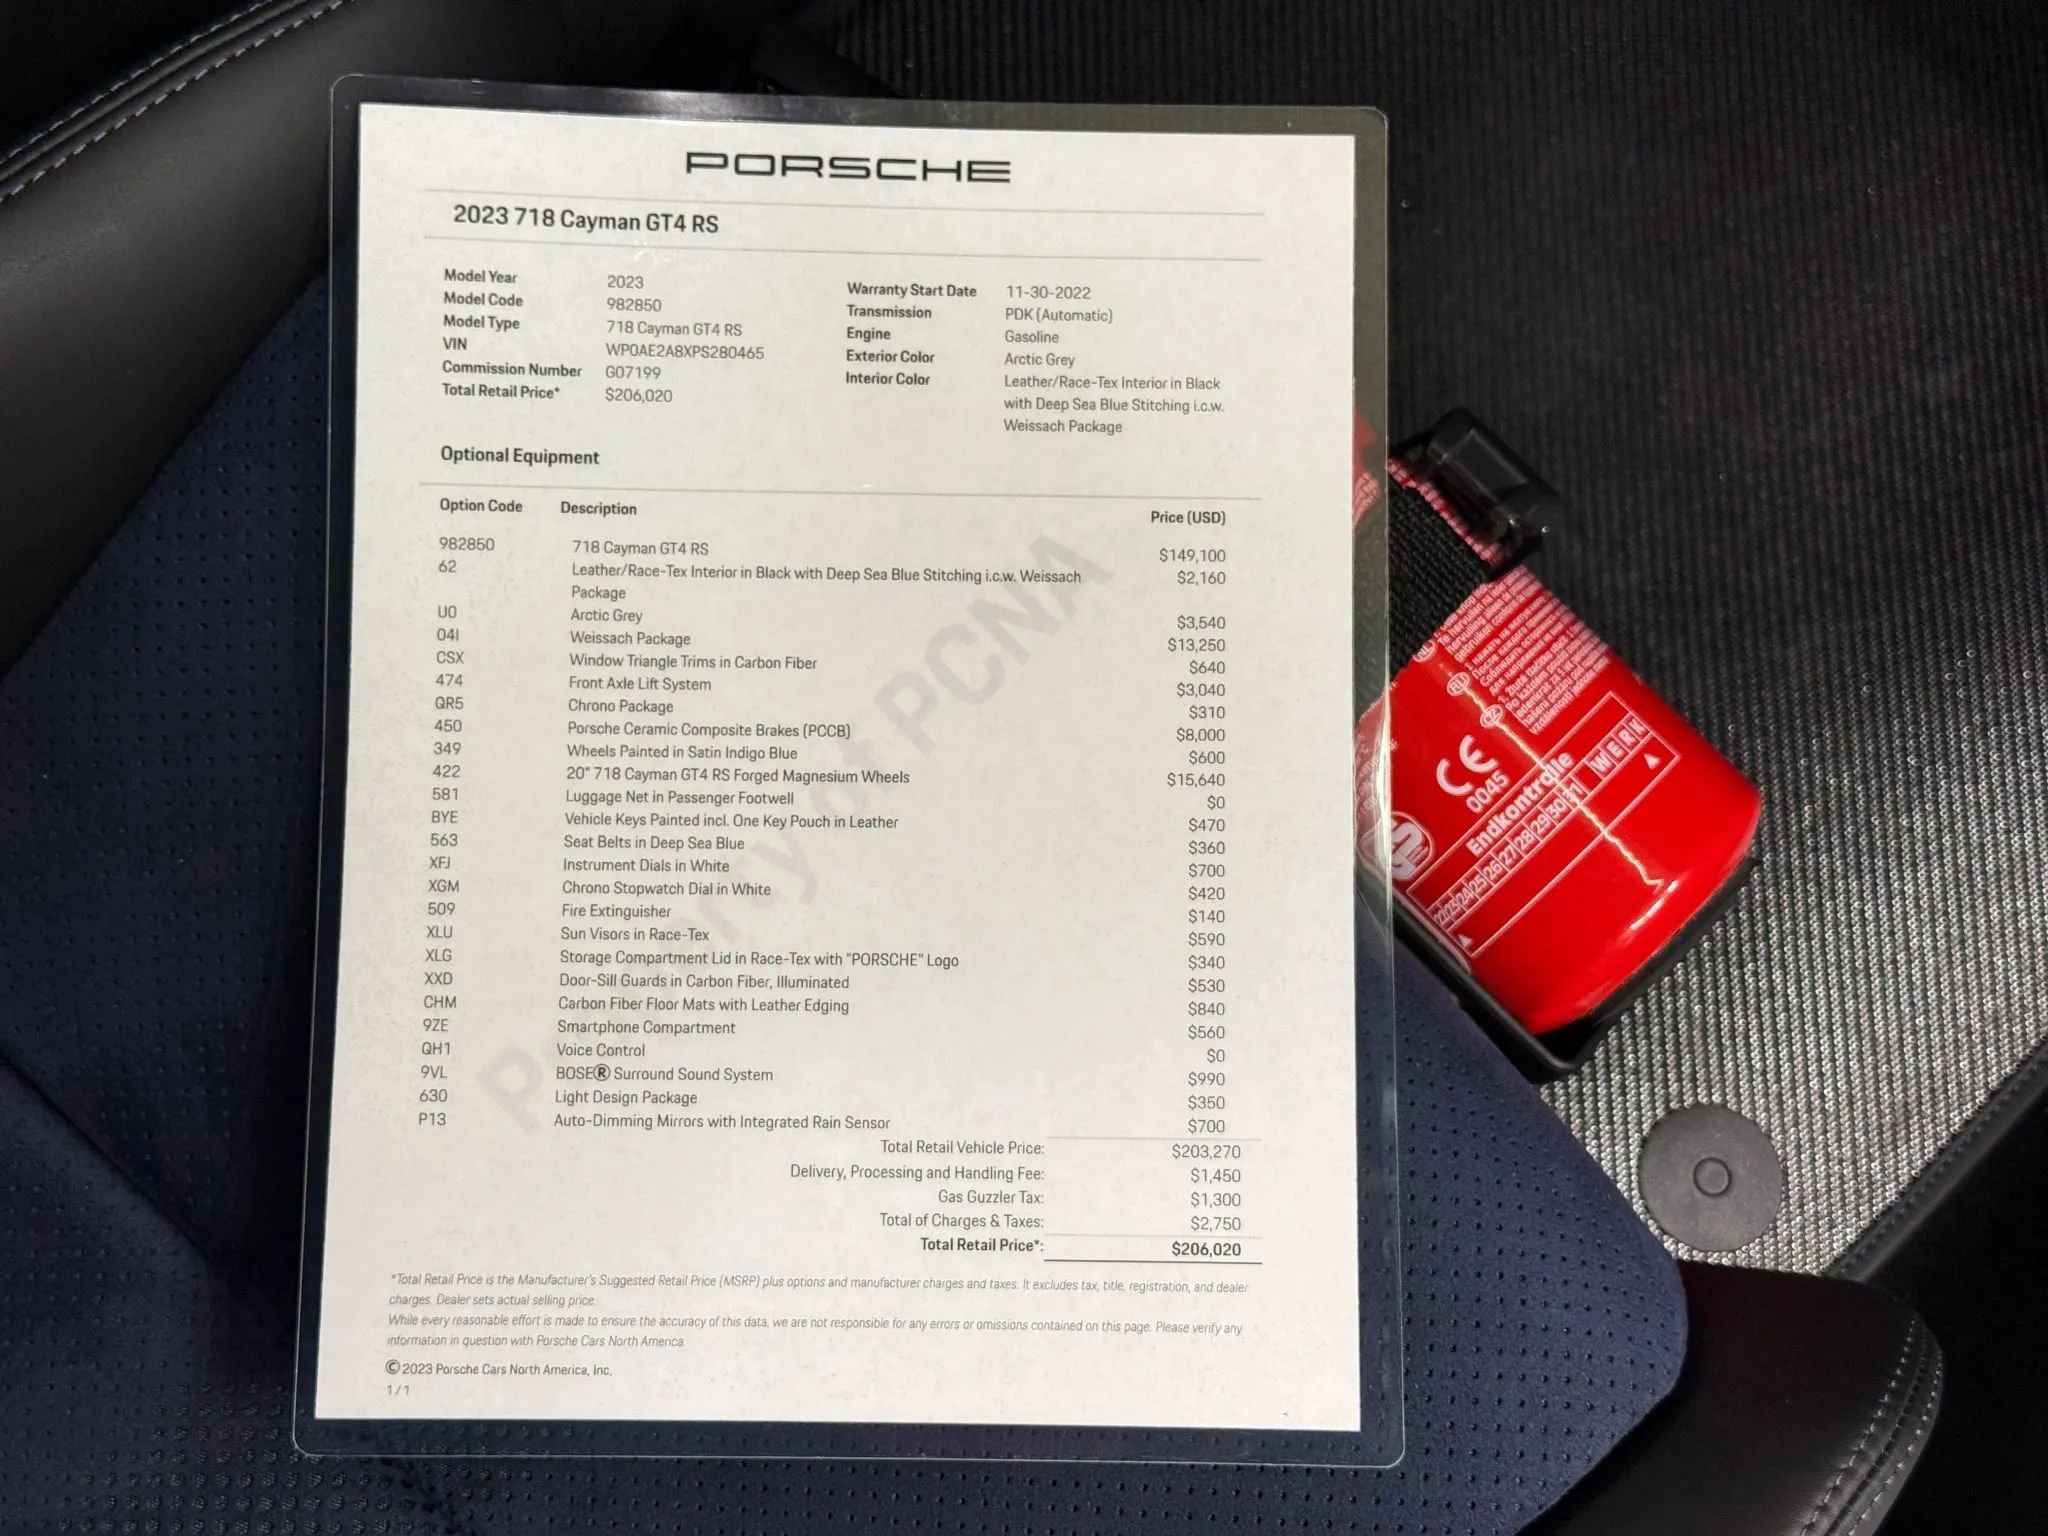 PORSCHE
2023 718 Cayman GT4 RS
Model Year 2023
Model Code 982850
Model Type 718 Cayman GT4 RS
VIN WP0AE2A8XPS280465
Commission Number G07199
Total Retail Price* $206,020
Warranty Start Date 11-30-2022
Transmission PDK (Automatic)
Engine Gasoline
Exterior Color Arctic Grey
Interior Color Leather/Race-Tex Interior in Black
with Deep Sea Blue Stitching i.c.w.
Weissach Package
Optional Equipment
Option Code Description Price (USD)
982850 718 Cayman GT4 RS $149,100
62 Leather/Race-Tex Interior in Black with Deep Sea Blue Stitching i.c.w. Weissach $2,160
Package
U0 Arctic Grey $3,540
04I Weissach Package $13,250
CSX Window Triangle Trims in Carbon Fiber $640
474 Front Axle Lift System $3,040
QR5 Chrono Package $310
450 Porsche Ceramic Composite Brakes (PCCB) $8,000
349 Wheels Painted in Satin Indigo Blue $600
422 20" 718 Cayman GT4 RS Forged Magnesium Wheels $15,640
581 Luggage Net in Passenger Footwell $0
BYE Vehicle Keys Painted incl. One Key Pouch in Leather $470
563 Seat Belts in Deep Sea Blue $360
XFJ Instrument Dials in White $700
XGM Chrono Stopwatch Dial in White $420
509 Fire Extinguisher $140
XLU Sun Visors in Race-Tex $590
XLG Storage Compartment Lid in Race-Tex with "PORSCHE" Logo $340
XXD Door-Sill Guards in Carbon Fiber, Illuminated $530
CHM Carbon Fiber Floor Mats with Leather Edging $840
9ZE Smartphone Compartment $560
QH1 Voice Control $0
9VL BOSE® Surround Sound System $990
630 Light Design Package $350
P13 Auto-Dimming Mirrors with Integrated Rain Sensor $700
Total Retail Vehicle Price: $203,270
Delivery, Processing and Handling Fee: $1,450
Gas Guzzler Tax: $1,300
Total of Charges & Taxes: $2,750
Total Retail Price*: $206,020
*Total Retail Price is the Manufacturer's Suggested Retail Price (MSRP) plus options and manufacturer charges and taxes. It excludes tax, title, registration, and dealer
charges. Dealer sets actual selling price.
While every reasonable effort is made to ensure the accuracy of this data, we are not responsible for any errors or omissions contained on this page. Please verify any
information in question with Porsche Cars North America.
© 2023 Porsche Cars North America, Inc.
1 / 1
of PCNA
CE
0045
Endkontrolle
23 24 25 26 27 28 29 30 31 WERK